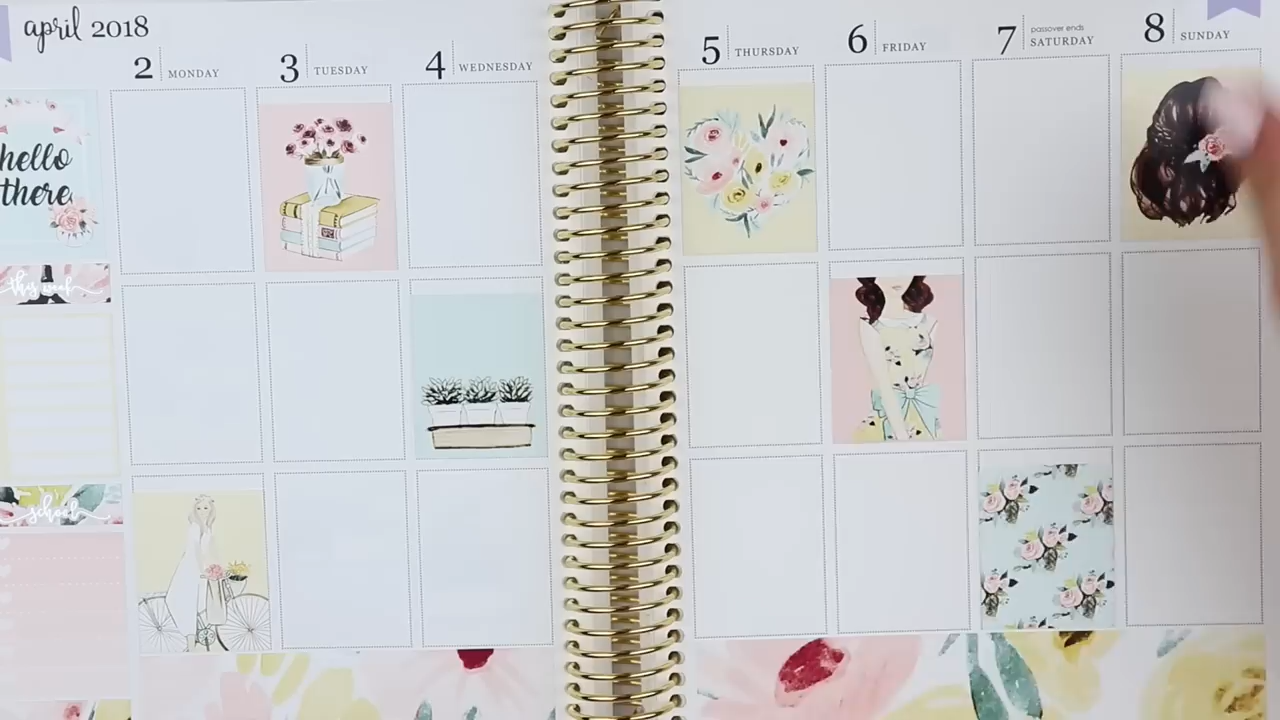 april 2018
2 MONDAY
3 TUESDAY
4 WEDNESDAY
5 THURSDAY
6 FRIDAY
7 passover ends
SATURDAY
8 SUNDAY
hello
there
this week
school